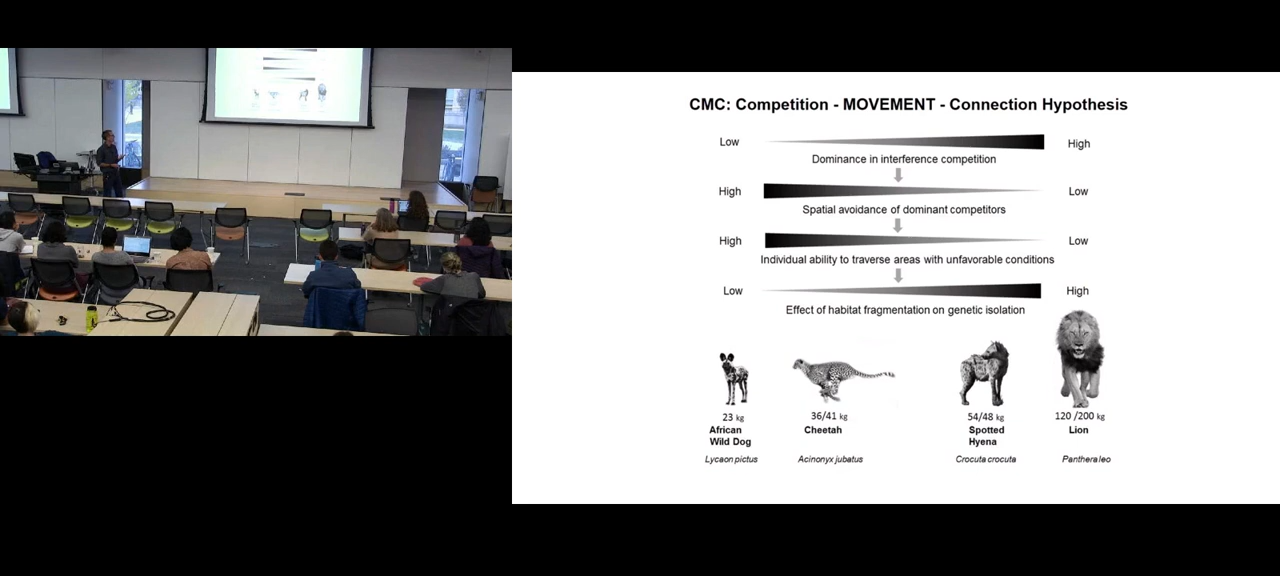 CMC: Competition - MOVEMENT - Connection Hypothesis
Low High
Dominance in interference competition
High Low
Spatial avoidance of dominant competitors
High Low
Individual ability to traverse areas with unfavorable conditions
Low High
Effect of habitat fragmentation on genetic isolation
23 kg 36/41 kg 54/48 kg 120 /200 kg
African Cheetah Spotted Lion
Wild Dog Hyena
Lycaon pictus Acinonyx jubatus Crocuta crocuta Panthera leo